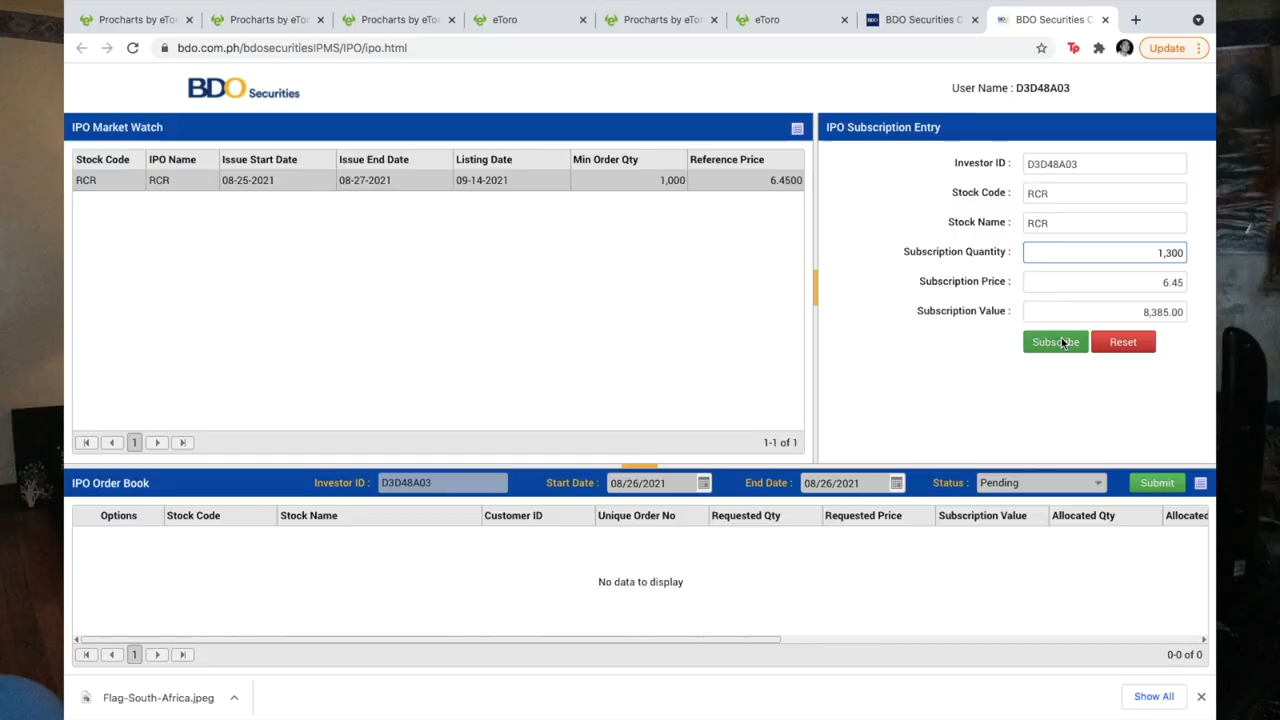 Procharts by eTo
Procharts by eTo
Procharts by eTo
eToro
Procharts by eTo
eToro
BDO Securities C
BDO Securities C
bdo.com.ph/bdosecuritiesIPMS/IPO/ipo.html
Tp
Update
BDO Securities
User Name : D3D48A03
IPO Market Watch
Stock Code IPO Name Issue Start Date Issue End Date Listing Date Min Order Qty Reference Price
RCR RCR 08-25-2021 08-27-2021 09-14-2021 1,000 6.4500
1
1-1 of 1
IPO Subscription Entry
Investor ID : D3D48A03
Stock Code : RCR
Stock Name : RCR
Subscription Quantity : 1,300
Subscription Price : 6.45
Subscription Value : 8,385.00
Subscribe Reset
IPO Order Book Investor ID : D3D48A03 Start Date : 08/26/2021 End Date : 08/26/2021 Status : Pending Submit
Options Stock Code Stock Name Customer ID Unique Order No Requested Qty Requested Price Subscription Value Allocated Qty Allocated
No data to display
1
0-0 of 0
Flag-South-Africa.jpeg
Show All